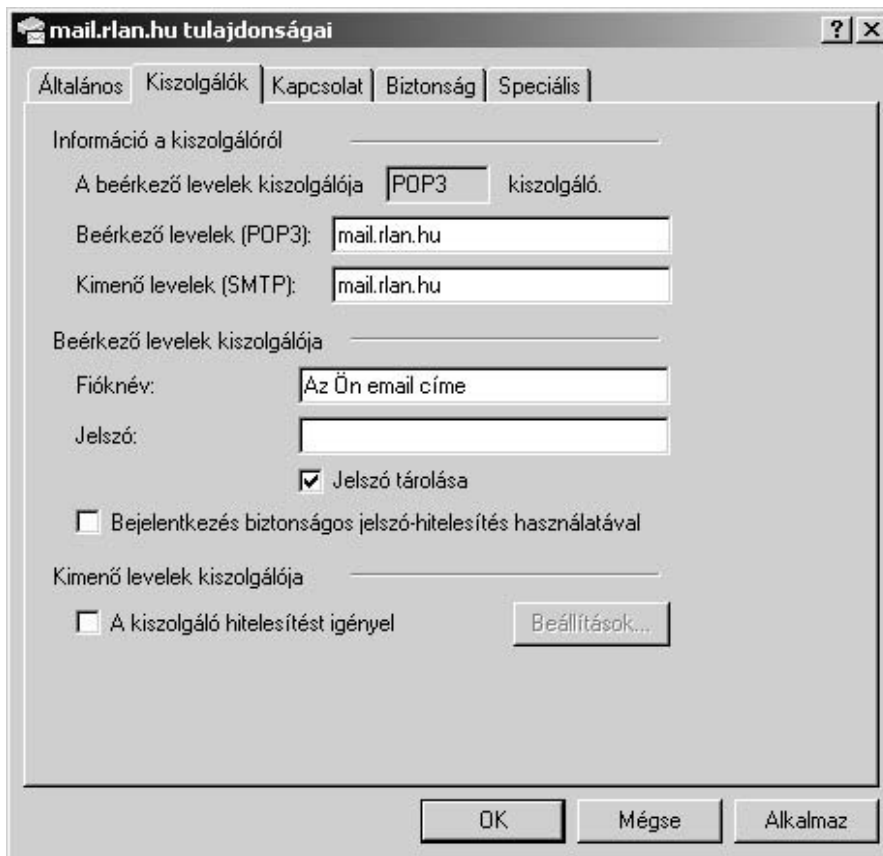 mail.rlan.hu tulajdonságai
Általános Kiszolgálók Kapcsolat Biztonság Speciális
Információ a kiszolgálóról
A beérkező levelek kiszolgálója POP3 kiszolgáló.
Beérkező levelek (POP3): mail.rlan.hu
Kimenő levelek (SMTP): mail.rlan.hu
Beérkező levelek kiszolgálója
Fióknév: Az Ön email címe
Jelszó:
Jelszó tárolása
Bejelentkezés biztonságos jelszó-hitelesítés használatával
Kimenő levelek kiszolgálója
A kiszolgáló hitelesítést igényel Beállítások...
OK Mégse Alkalmaz